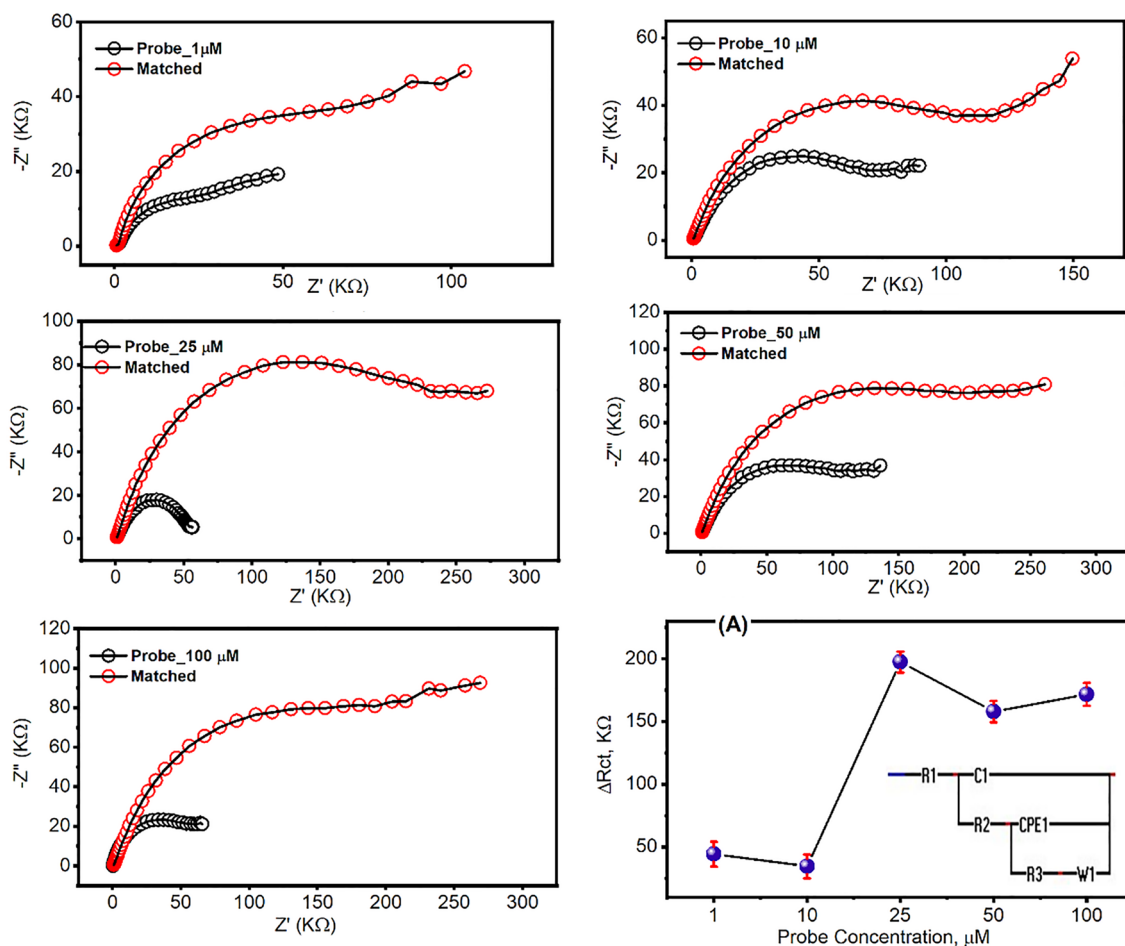 60
40
20
0
-Z'' (KΩ)
Probe_1μM
Matched
0
50
100
Z' (KΩ)
60
40
20
0
-Z'' (KΩ)
Probe_10 μM
Matched
0
50
100
150
Z' (KΩ)
100
80
60
40
20
0
-Z'' (KΩ)
Probe_25 μM
Matched
0
50
100
150
200
250
300
Z' (KΩ)
120
100
80
60
40
20
0
-Z'' (KΩ)
Probe_50 μM
Matched
0
50
100
150
200
250
300
Z' (KΩ)
120
100
80
60
40
20
0
-Z'' (KΩ)
Probe_100 μM
Matched
0
50
100
150
200
250
300
Z' (KΩ)
(A)
200
150
100
50
ΔRct, KΩ
R1 C1
R2 CPE1
R3 W1
1
10
25
50
100
Probe Concentration, μM